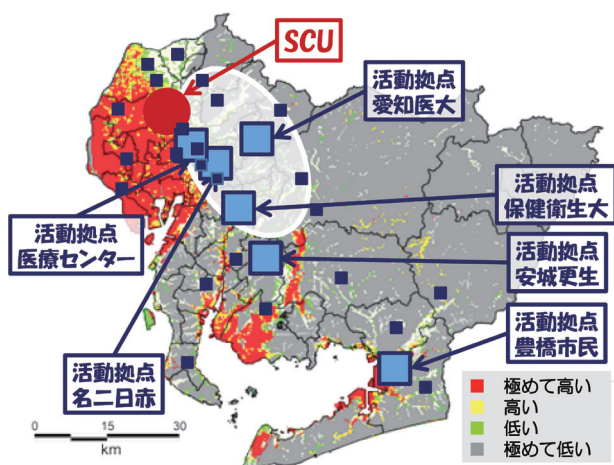 SCU
活動拠点
愛知医大
活動拠点
保健衛生大
活動拠点
医療センター
活動拠点
安城更生
活動拠点
豊橋市民
活動拠点
名二日赤
極めて高い
高い
低い
極めて低い
0 15 30
km